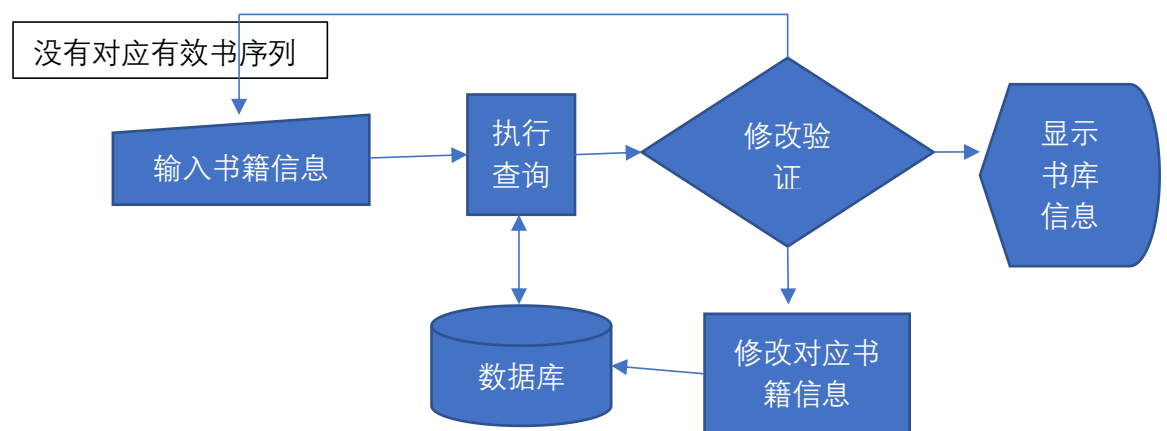 没有对应有效书序列
输入书籍信息
执行
查询
修改验
证
显示
书库
信息
数据库
修改对应书
籍信息